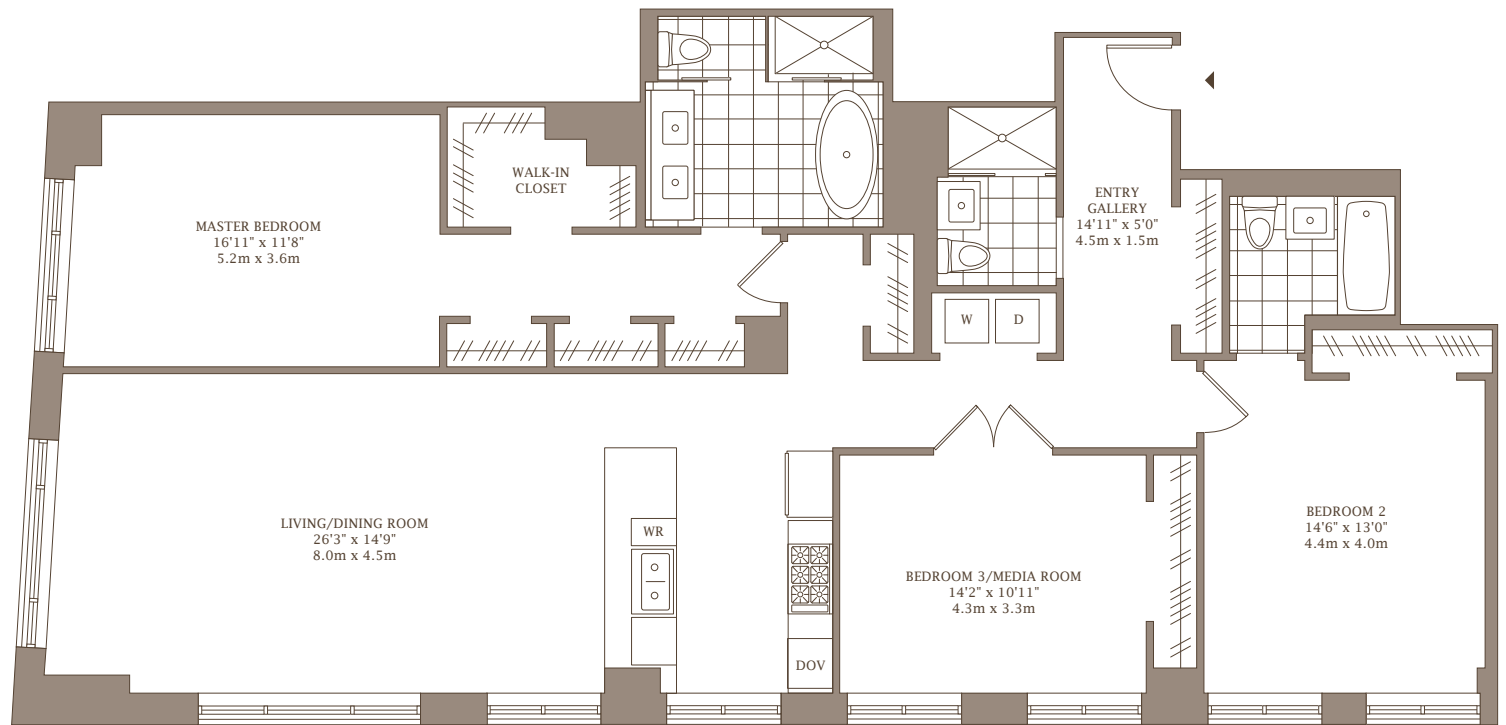 MASTER BEDROOM
16'11" x 11'8"
5.2m x 3.6m
WALK-IN
CLOSET
ENTRY
GALLERY
14'11" x 5'0"
4.5m x 1.5m
W
D
LIVING/DINING ROOM
26'3" x 14'9"
8.0m x 4.5m
WR
DOV
BEDROOM 3/MEDIA ROOM
14'2" x 10'11"
4.3m x 3.3m
BEDROOM 2
14'6" x 13'0"
4.4m x 4.0m